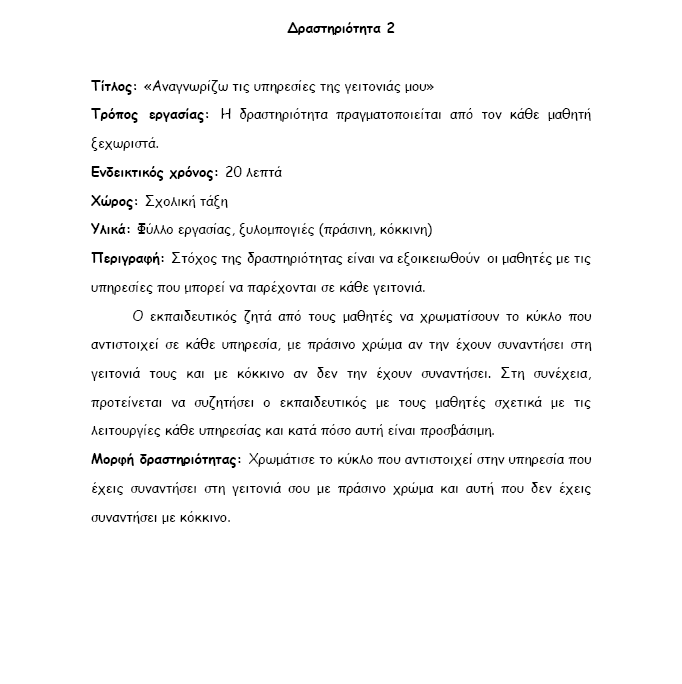 Δραστηριότητα 2
Τίτλος: «Αναγνωρίζω τις υπηρεσίες της γειτονιάς μου»
Τρόπος εργασίας: Η δραστηριότητα πραγματοποιείται από τον κάθε μαθητή
ξεχωριστά.
Ενδεικτικός χρόνος: 20 λεπτά
Χώρος: Σχολική τάξη
Υλικά: Φύλλο εργασίας, ξυλομπογιές (πράσινη, κόκκινη)
Περιγραφή: Στόχος της δραστηριότητας είναι να εξοικειωθούν οι μαθητές με τις
υπηρεσίες που μπορεί να παρέχονται σε κάθε γειτονιά.
Ο εκπαιδευτικός ζητά από τους μαθητές να χρωματίσουν το κύκλο που
αντιστοιχεί σε κάθε υπηρεσία, με πράσινο χρώμα αν την έχουν συναντήσει στη
γειτονιά τους και με κόκκινο αν δεν την έχουν συναντήσει. Στη συνέχεια,
προτείνεται να συζητήσει ο εκπαιδευτικός με τους μαθητές σχετικά με τις
λειτουργίες κάθε υπηρεσίας και κατά πόσο αυτή είναι προσβάσιμη.
Μορφή δραστηριότητας: Χρωμάτισε το κύκλο που αντιστοιχεί στην υπηρεσία που
έχεις συναντήσει στη γειτονιά σου με πράσινο χρώμα και αυτή που δεν έχεις
συναντήσει με κόκκινο.